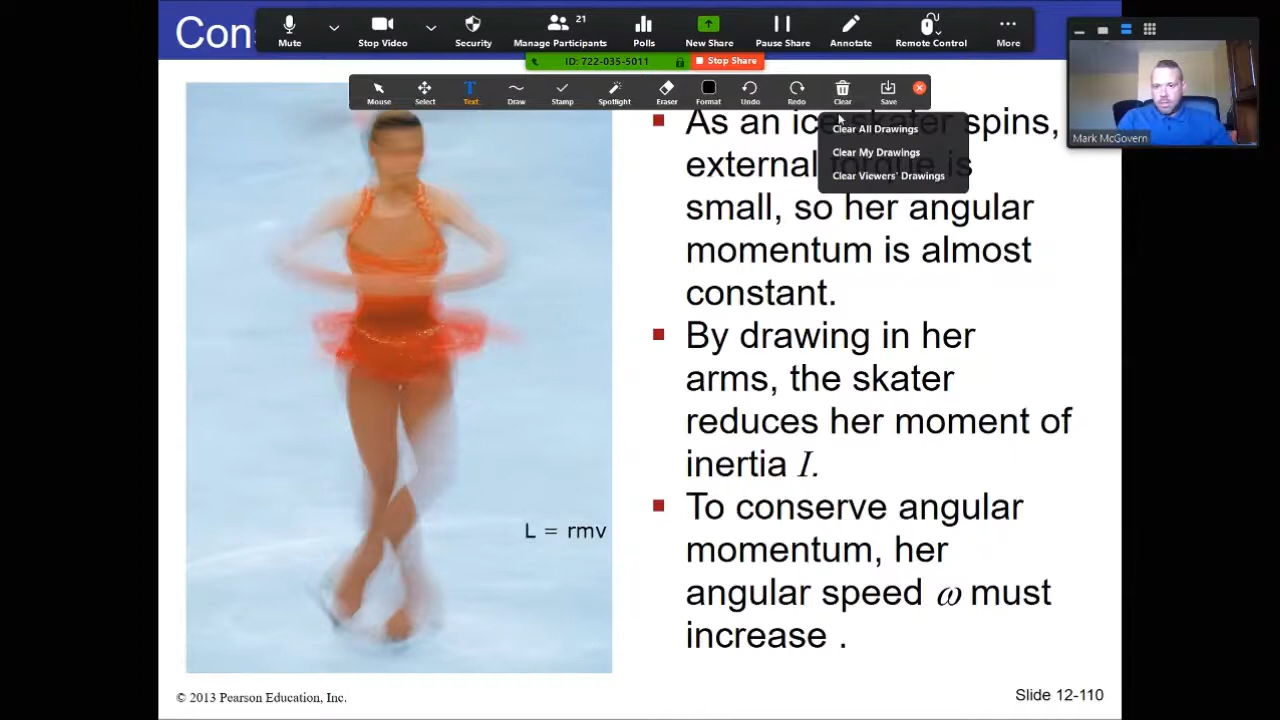 Con
Mute
Stop Video
Security
Manage Participants
21
Polls
New Share
Pause Share
Annotate
Remote Control
More
ID: 722-035-5011
Stop Share
Mouse
Select
Text
Draw
Stamp
Spotlight
Eraser
Format
Undo
Redo
Clear
Save
Clear All Drawings
Clear My Drawings
Clear Viewers' Drawings
Mark McGovern
As an ice skater spins,
external torque is
small, so her angular
momentum is almost
constant.
By drawing in her
arms, the skater
reduces her moment of
inertia I.
To conserve angular
momentum, her
angular speed ω must
increase .
L = rmv
© 2013 Pearson Education, Inc.
Slide 12-110